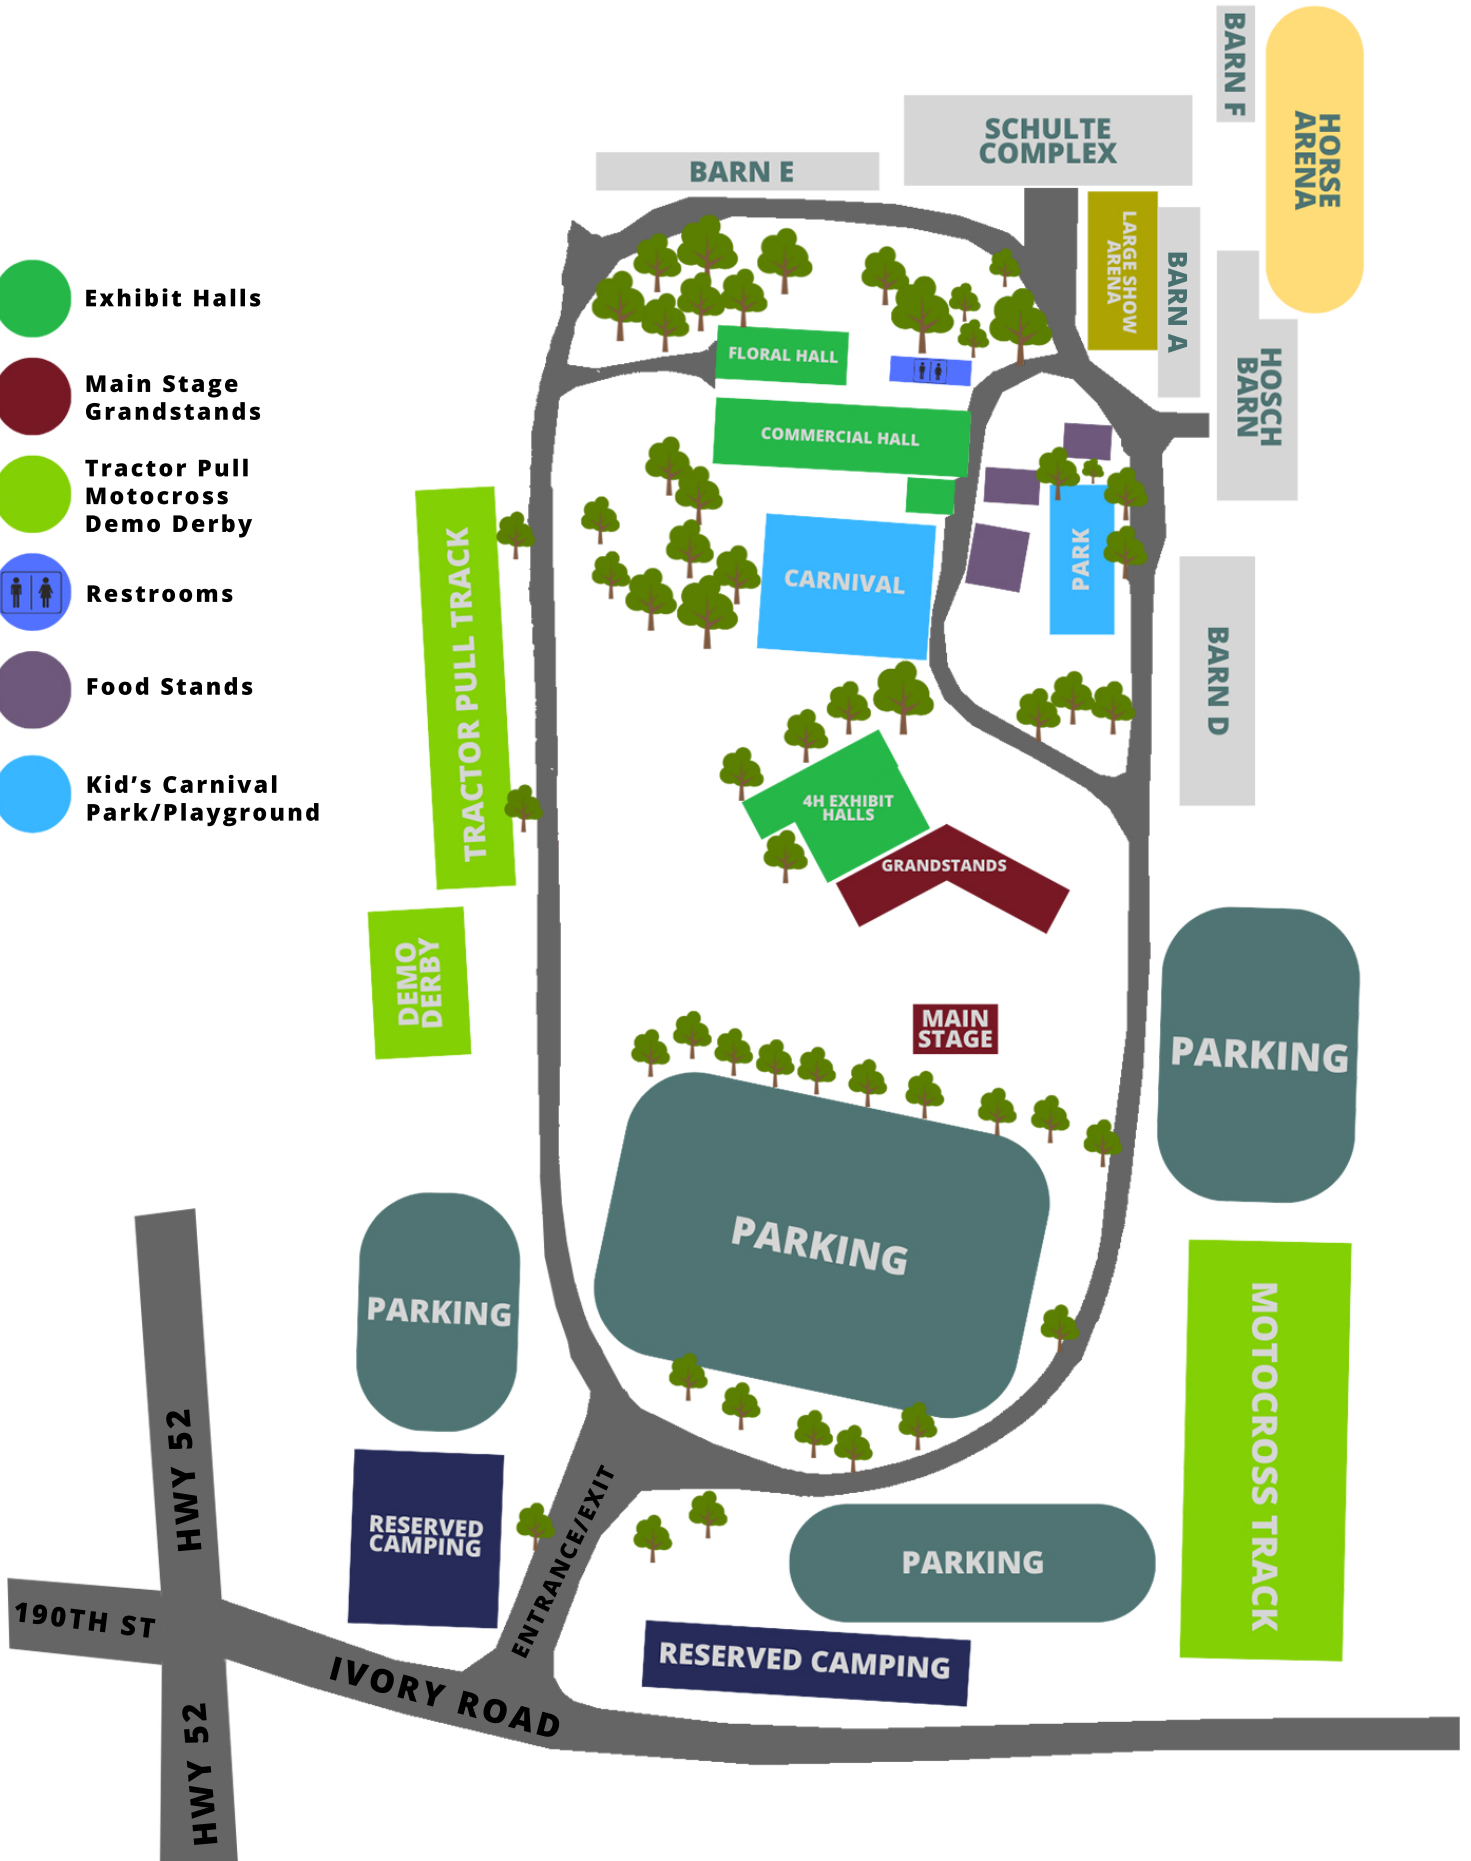 BARN F
HORSE
ARENA
SCHULTE
COMPLEX
BARN E
LARGE SHOW
ARENA
BARN A
HOSCH
BARN
Exhibit Halls
Main Stage
Grandstands
Tractor Pull
Motocross
Demo Derby
Restrooms
Food Stands
Kid’s Carnival
Park/Playground
FLORAL HALL
COMMERCIAL HALL
CARNIVAL
PARK
BARN D
TRACTOR PULL TRACK
4H EXHIBIT
HALLS
GRANDSTANDS
DEMO
DERBY
MAIN
STAGE
PARKING
PARKING
PARKING
MOTOCROSS TRACK
HWY 52
RESERVED
CAMPING
ENTRANCE/EXIT
PARKING
190TH ST
IVORY ROAD
RESERVED CAMPING
HWY 52